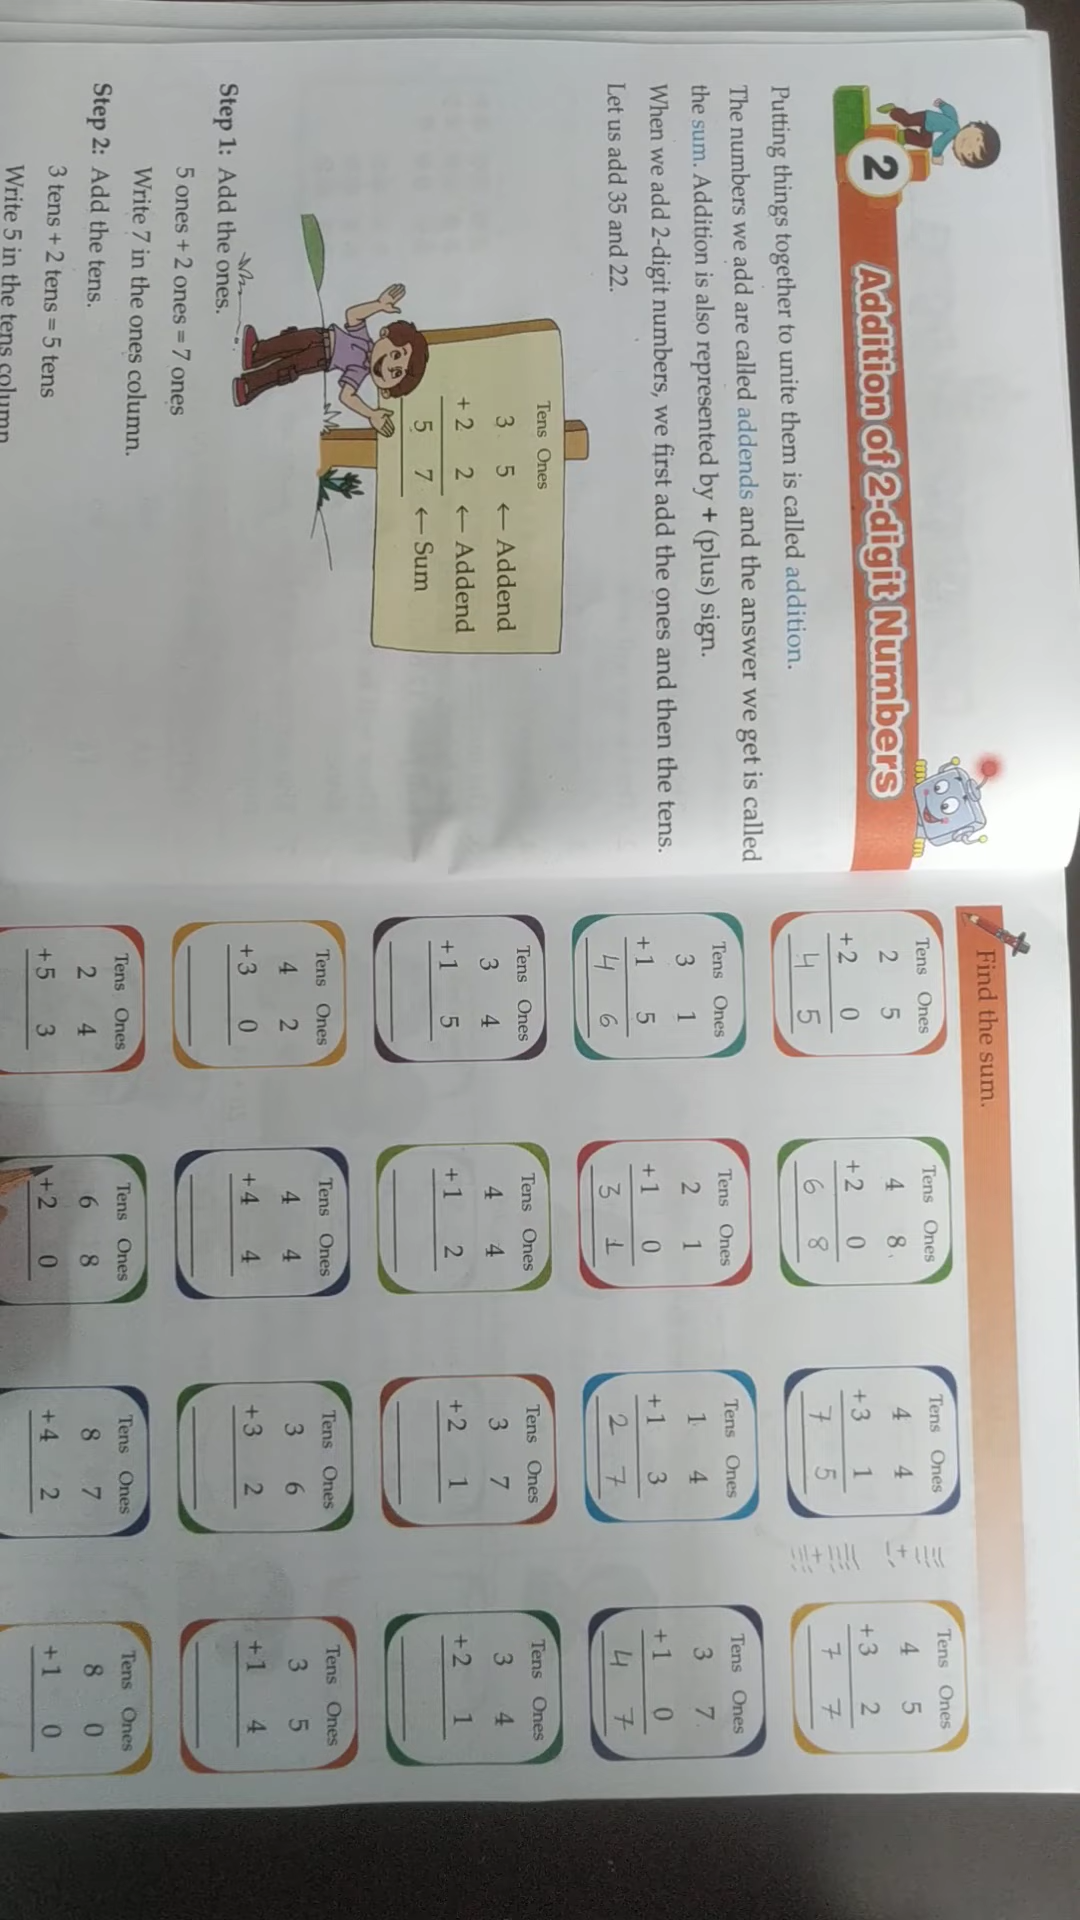 2
Addition of 2-digit Numbers
Putting things together to unite them is called addition.
The numbers we add are called addends and the answer we get is called
the sum. Addition is also represented by + (plus) sign.
When we add 2-digit numbers, we first add the ones and then the tens.
Let us add 35 and 22.
Tens Ones
3 5 ← Addend
+ 2 2 ← Addend
5 7 ← Sum
Step 1: Add the ones.
5 ones + 2 ones = 7 ones
Write 7 in the ones column.
Step 2: Add the tens.
3 tens + 2 tens = 5 tens
Write 5 in the tens column
Find the sum.
Tens Ones
2 5
+2 0
4 5
Tens Ones
4 8
+2 0
6 8
Tens Ones
4 4
+3 1
7 5
Tens Ones
4 5
+3 2
7 7
Tens Ones
3 1
+1 5
4 6
Tens Ones
2 1
+1 0
3 1
Tens Ones
1 4
+1 3
2 7
Tens Ones
3 7
+1 0
4 7
Tens Ones
3 4
+1 5
Tens Ones
4 4
+1 2
Tens Ones
3 7
+2 1
Tens Ones
3 4
+2 1
Tens Ones
4 2
+3 0
Tens Ones
4 4
+4 4
Tens Ones
3 6
+3 2
Tens Ones
3 5
+1 4
Tens Ones
2 4
+5 3
Tens Ones
6 8
+2 0
Tens Ones
8 7
+4 2
Tens Ones
8 0
+1 0